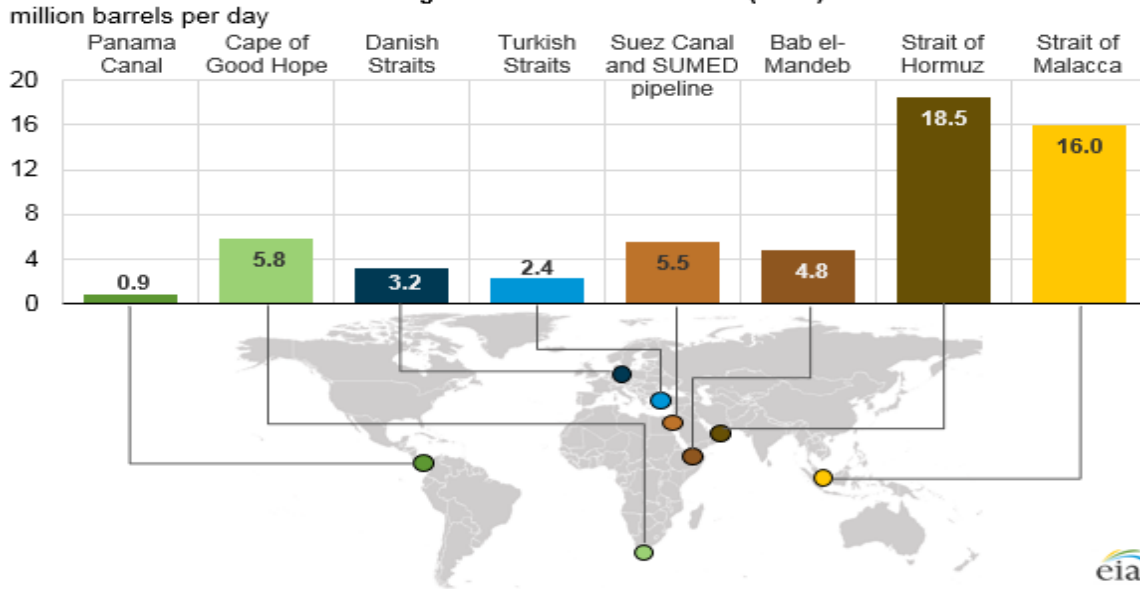 million barrels per day
Panama Canal
Cape of Good Hope
Danish Straits
Turkish Straits
Suez Canal and SUMED pipeline
Bab el-Mandeb
Strait of Hormuz
Strait of Malacca
20
16
12
8
4
0
0.9
5.8
3.2
2.4
5.5
4.8
18.5
16.0
eia